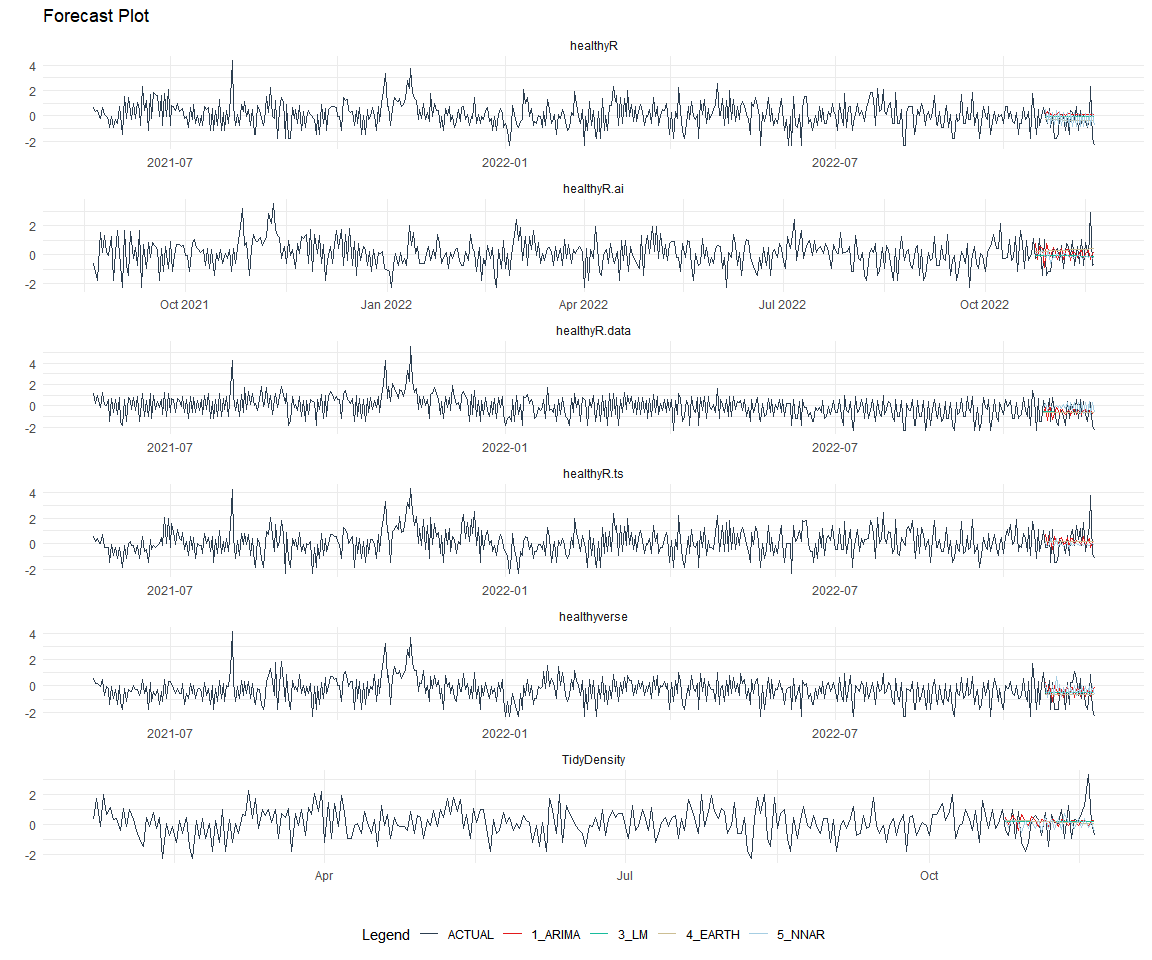 Forecast Plot
healthyR
4
2
0
-2
2021-07 2022-01 2022-07
healthyR.ai
2
0
-2
Oct 2021 Jan 2022 Apr 2022 Jul 2022 Oct 2022
healthyR.data
4
2
0
-2
2021-07 2022-01 2022-07
healthyR.ts
4
2
0
-2
2021-07 2022-01 2022-07
healthyverse
4
2
0
-2
2021-07 2022-01 2022-07
TidyDensity
2
0
-2
Apr Jul Oct
Legend ACTUAL 1_ARIMA 3_LM 4_EARTH 5_NNAR